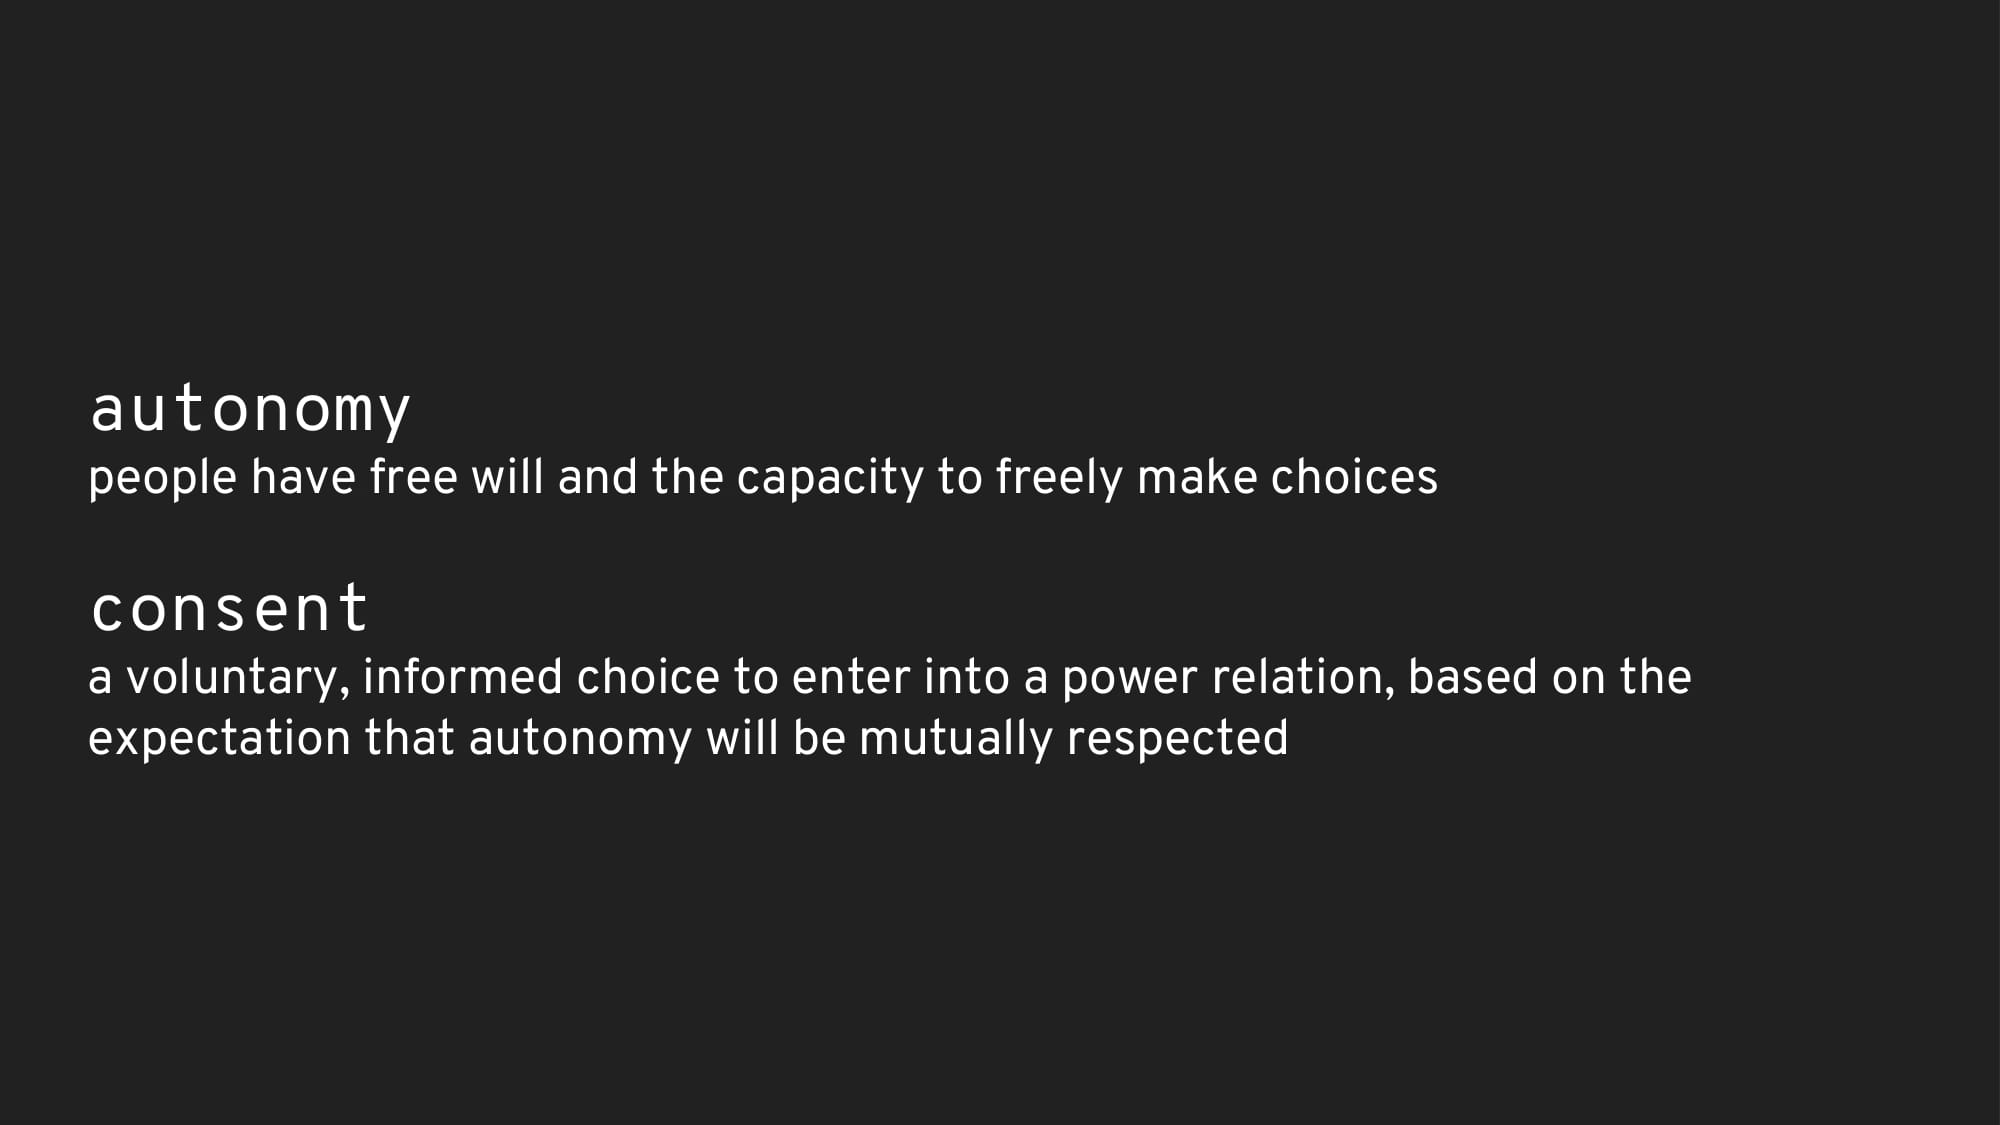 autonomy
people have free will and the capacity to freely make choices
consent
a voluntary, informed choice to enter into a power relation, based on the
expectation that autonomy will be mutually respected